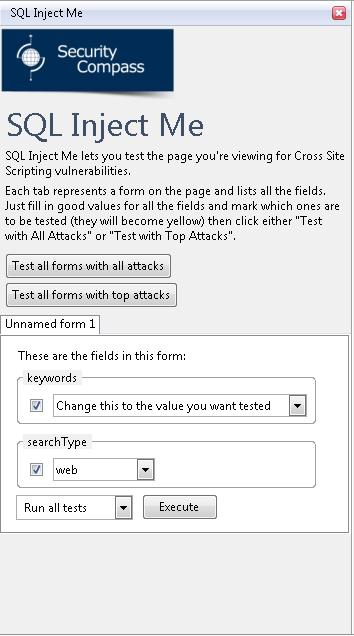 SQL Inject Me
Security
Compass
SQL Inject Me
SQL Inject Me lets you test the page you're viewing for Cross Site
Scripting vulnerabilities.
Each tab represents a form on the page and lists all the fields.
Just fill in good values for all the fields and mark which ones are
to be tested (they will become yellow) then click either "Test
with All Attacks" or "Test with Top Attacks".
Test all forms with all attacks
Test all forms with top attacks
Unnamed form 1
These are the fields in this form:
keywords
Change this to the value you want tested
searchType
web
Run all tests
Execute